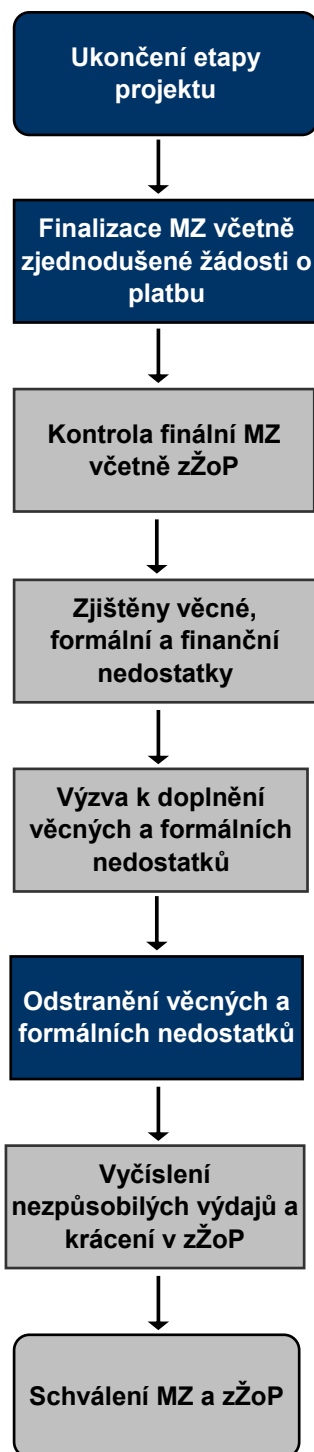 Ukončení etapy
projektu
Finalizace MZ včetně
zjednodušené žádosti o
platbu
Kontrola finální MZ
včetně zŽoP
Zjištěny věcné,
formální a finanční
nedostatky
Výzva k doplnění
věcných a formálních
nedostatků
Odstranění věcných a
formálních nedostatků
Vyčíslení
nezpůsobilých výdajů a
krácení v zŽoP
Schválení MZ a zŽoP